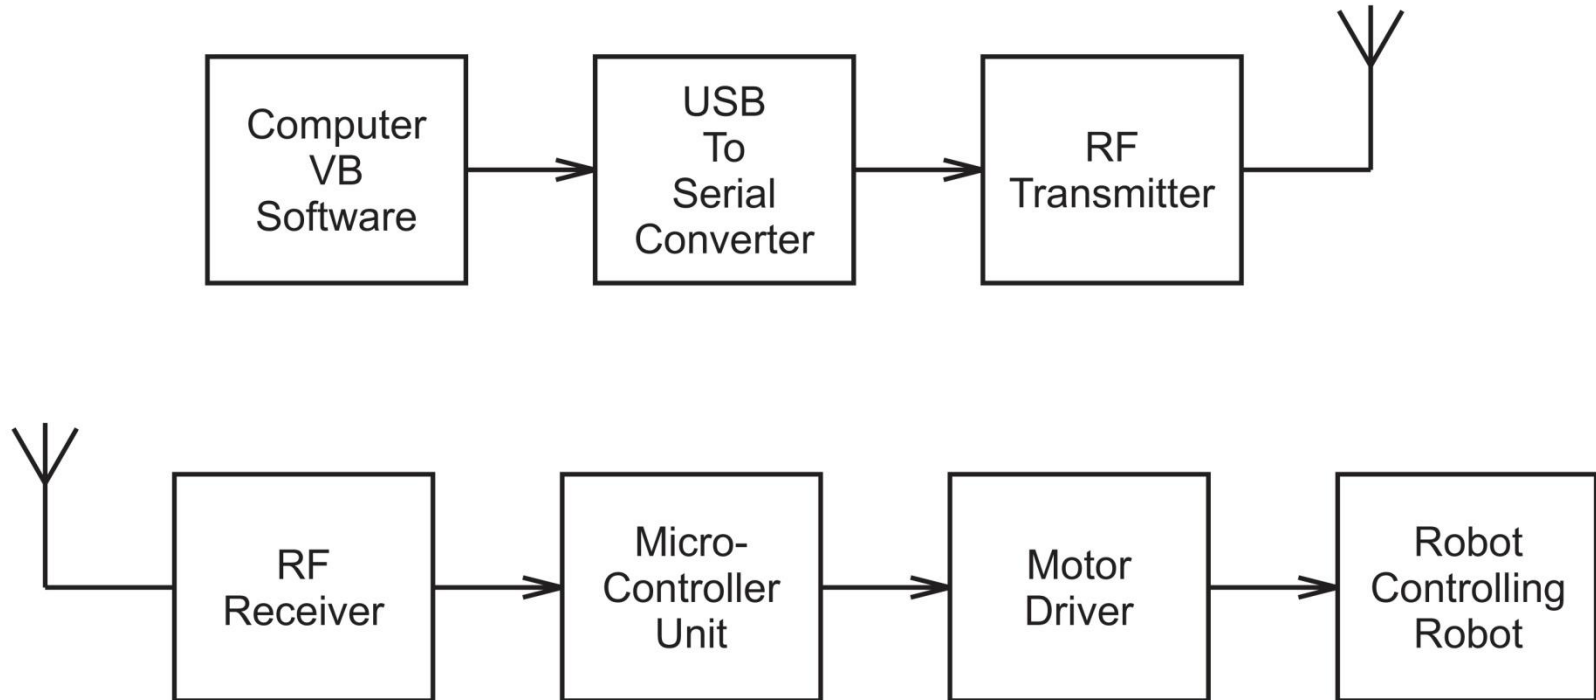 Computer
VB
Software
USB
To
Serial
Converter
RF
Transmitter
RF
Receiver
Micro-
Controller
Unit
Motor
Driver
Robot
Controlling
Robot